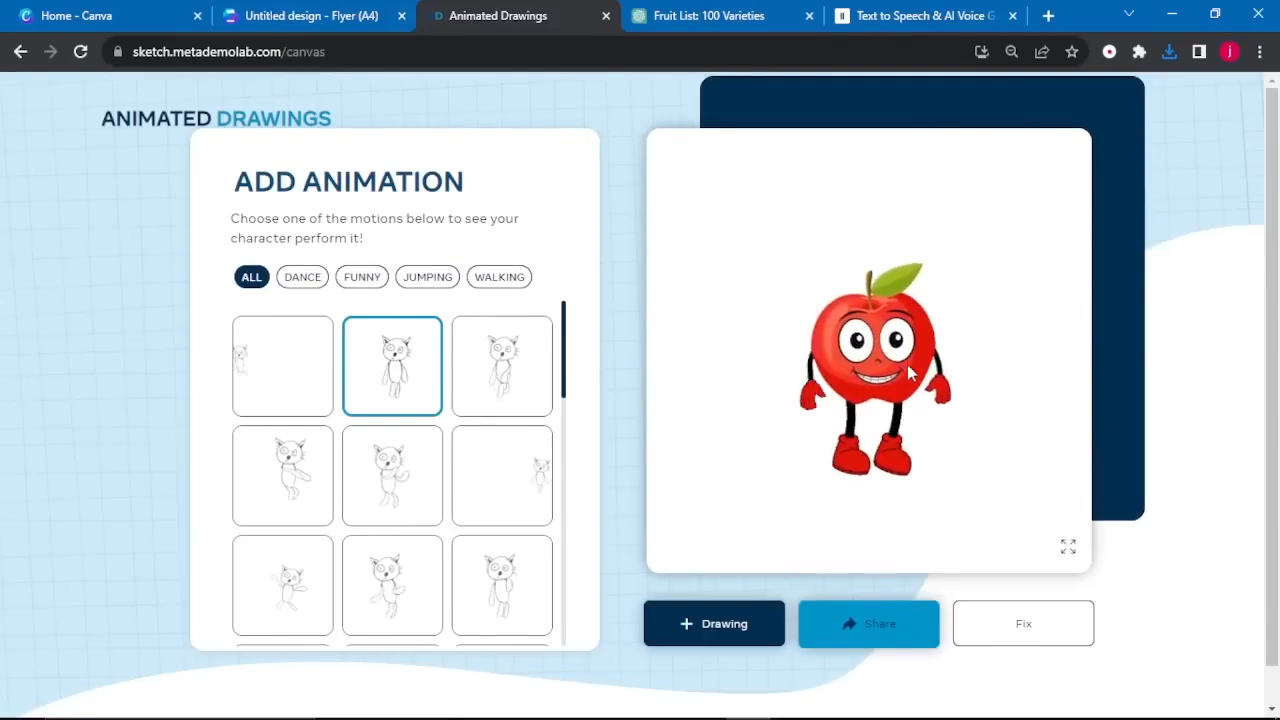 Home - Canva
Untitled design - Flyer (A4)
Animated Drawings
Fruit List: 100 Varieties
Text to Speech & AI Voice G
sketch.metademolab.com/canvas
j
ANIMATED DRAWINGS
ADD ANIMATION
Choose one of the motions below to see your
character perform it!
ALL
DANCE
FUNNY
JUMPING
WALKING
Drawing
Share
Fix